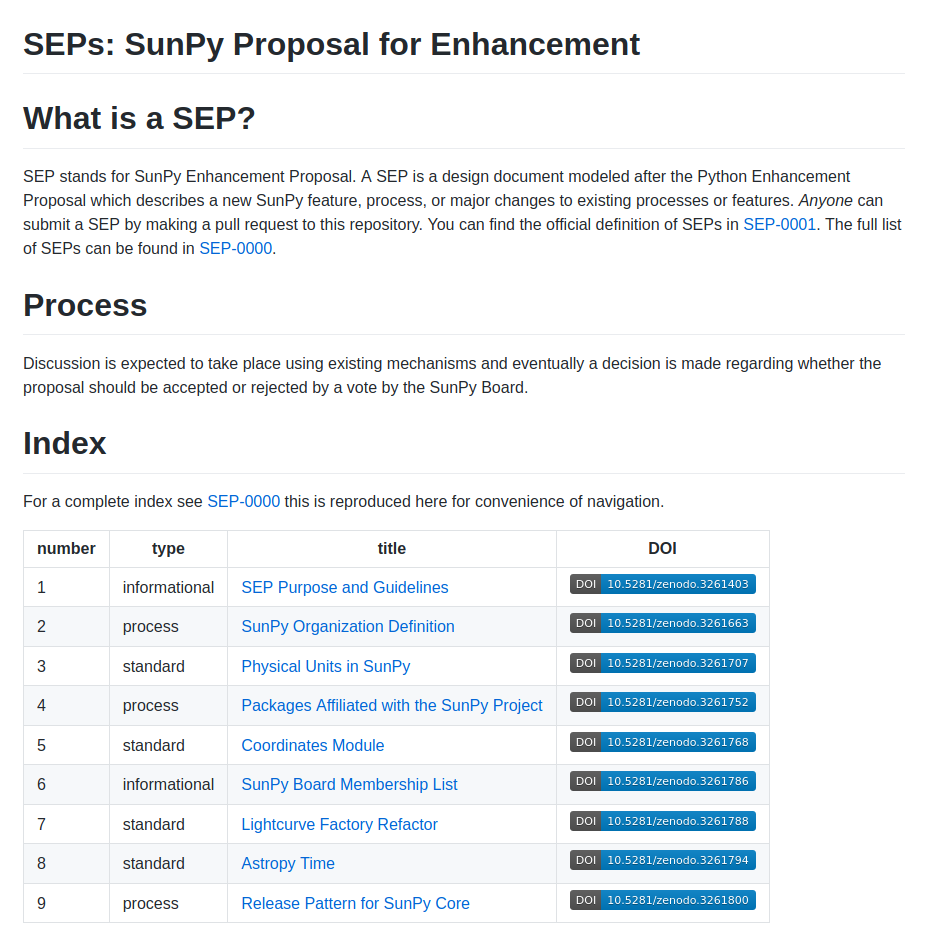 SEPs: SunPy Proposal for Enhancement
What is a SEP?
SEP stands for SunPy Enhancement Proposal. A SEP is a design document modeled after the Python Enhancement
Proposal which describes a new SunPy feature, process, or major changes to existing processes or features. Anyone can
submit a SEP by making a pull request to this repository. You can find the official definition of SEPs in SEP-0001. The full list
of SEPs can be found in SEP-0000.
Process
Discussion is expected to take place using existing mechanisms and eventually a decision is made regarding whether the
proposal should be accepted or rejected by a vote by the SunPy Board.
Index
For a complete index see SEP-0000 this is reproduced here for convenience of navigation.
number type title DOI
1 informational SEP Purpose and Guidelines DOI 10.5281/zenodo.3261403
2 process SunPy Organization Definition DOI 10.5281/zenodo.3261663
3 standard Physical Units in SunPy DOI 10.5281/zenodo.3261707
4 process Packages Affiliated with the SunPy Project DOI 10.5281/zenodo.3261752
5 standard Coordinates Module DOI 10.5281/zenodo.3261768
6 informational SunPy Board Membership List DOI 10.5281/zenodo.3261786
7 standard Lightcurve Factory Refactor DOI 10.5281/zenodo.3261788
8 standard Astropy Time DOI 10.5281/zenodo.3261794
9 process Release Pattern for SunPy Core DOI 10.5281/zenodo.3261800